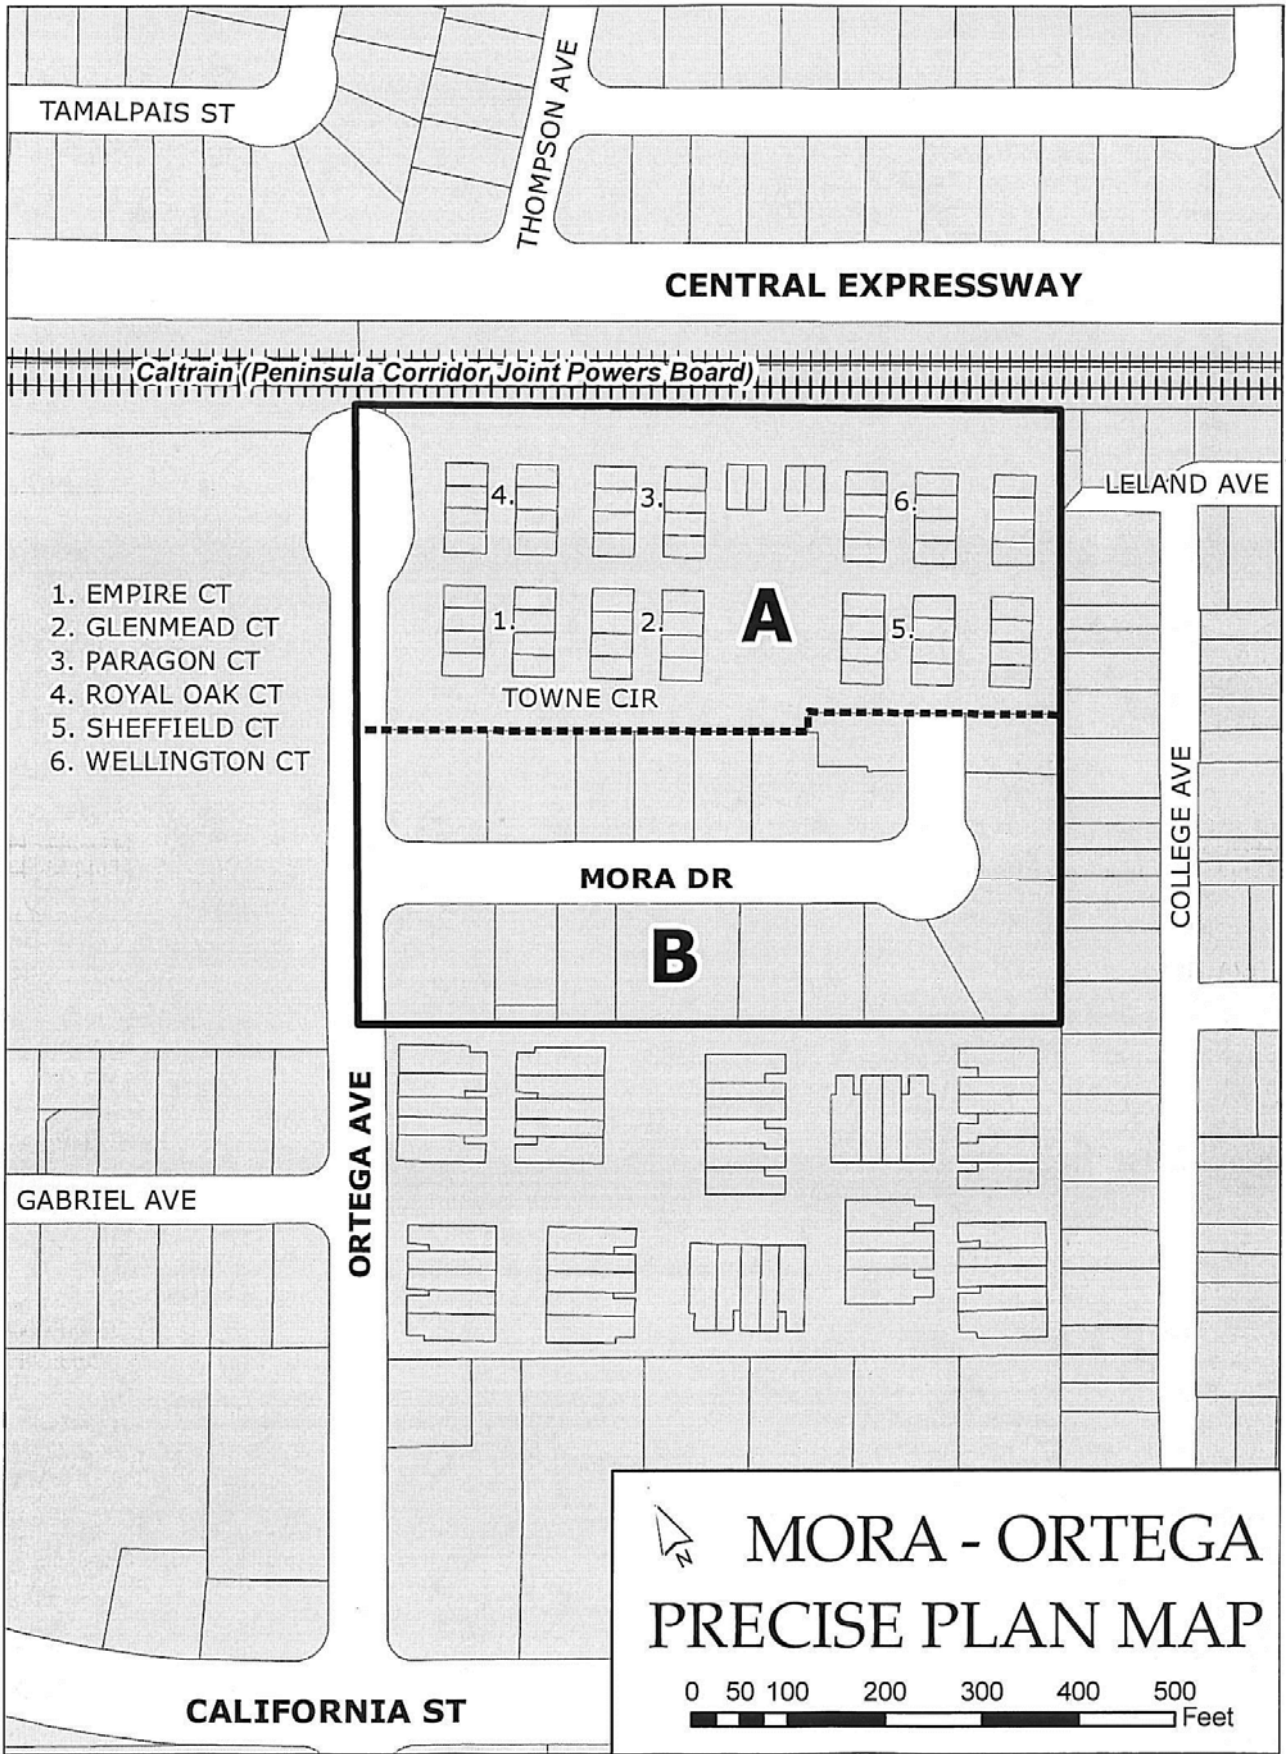 TAMALPAIS ST
THOMPSON AVE
CENTRAL EXPRESSWAY
Caltrain (Peninsula Corridor Joint Powers Board)
LELAND AVE
4.
3.
6.
1. EMPIRE CT
2. GLENMEAD CT
3. PARAGON CT
4. ROYAL OAK CT
5. SHEFFIELD CT
6. WELLINGTON CT
1.
2.
A
5.
TOWNE CIR
COLLEGE AVE
MORA DR
B
ORTEGA AVE
GABRIEL AVE
N
MORA - ORTEGA
PRECISE PLAN MAP
0 50 100 200 300 400 500
Feet
CALIFORNIA ST